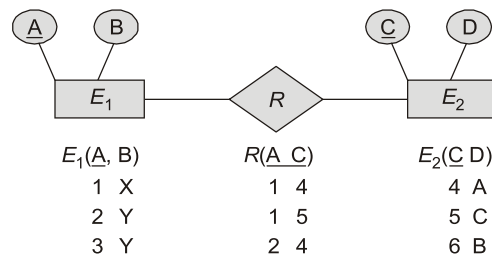 A B C D
E₁ R E₂
E₁(A, B) R(A C) E₂(C D)
1 X 1 4 4 A
2 Y 1 5 5 C
3 Y 2 4 6 B